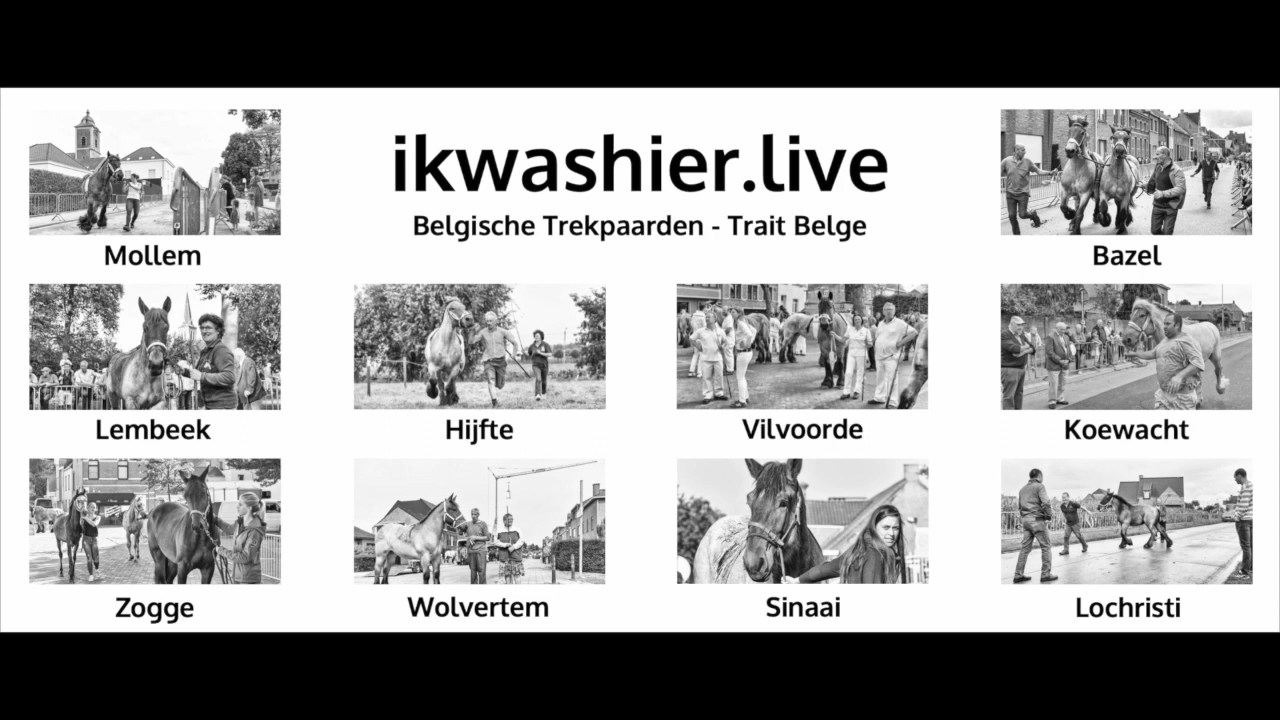 ikwashier.live
Belgische Trekpaarden - Trait Belge
Mollem
Bazel
Lembeek
Hijfte
Vilvoorde
Koewacht
Zogge
Wolvertem
Sinaai
Lochristi